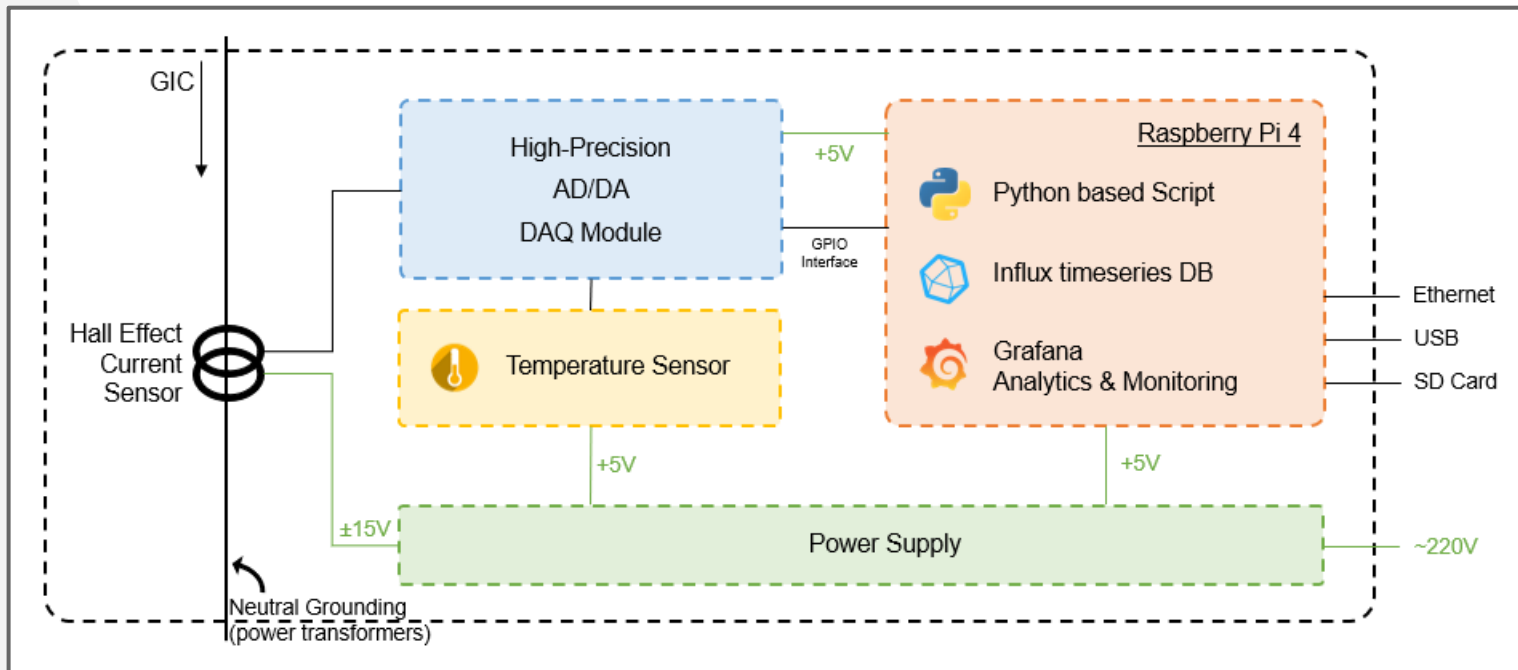 GIC
High-Precision
AD/DA
DAQ Module
+5V
GPIO
Interface
Raspberry Pi 4
Python based Script
Influx timeseries DB
Grafana
Analytics & Monitoring
Ethernet
USB
SD Card
Hall Effect
Current
Sensor
Temperature Sensor
+5V
+5V
±15V
Power Supply
~220V
Neutral Grounding
(power transformers)